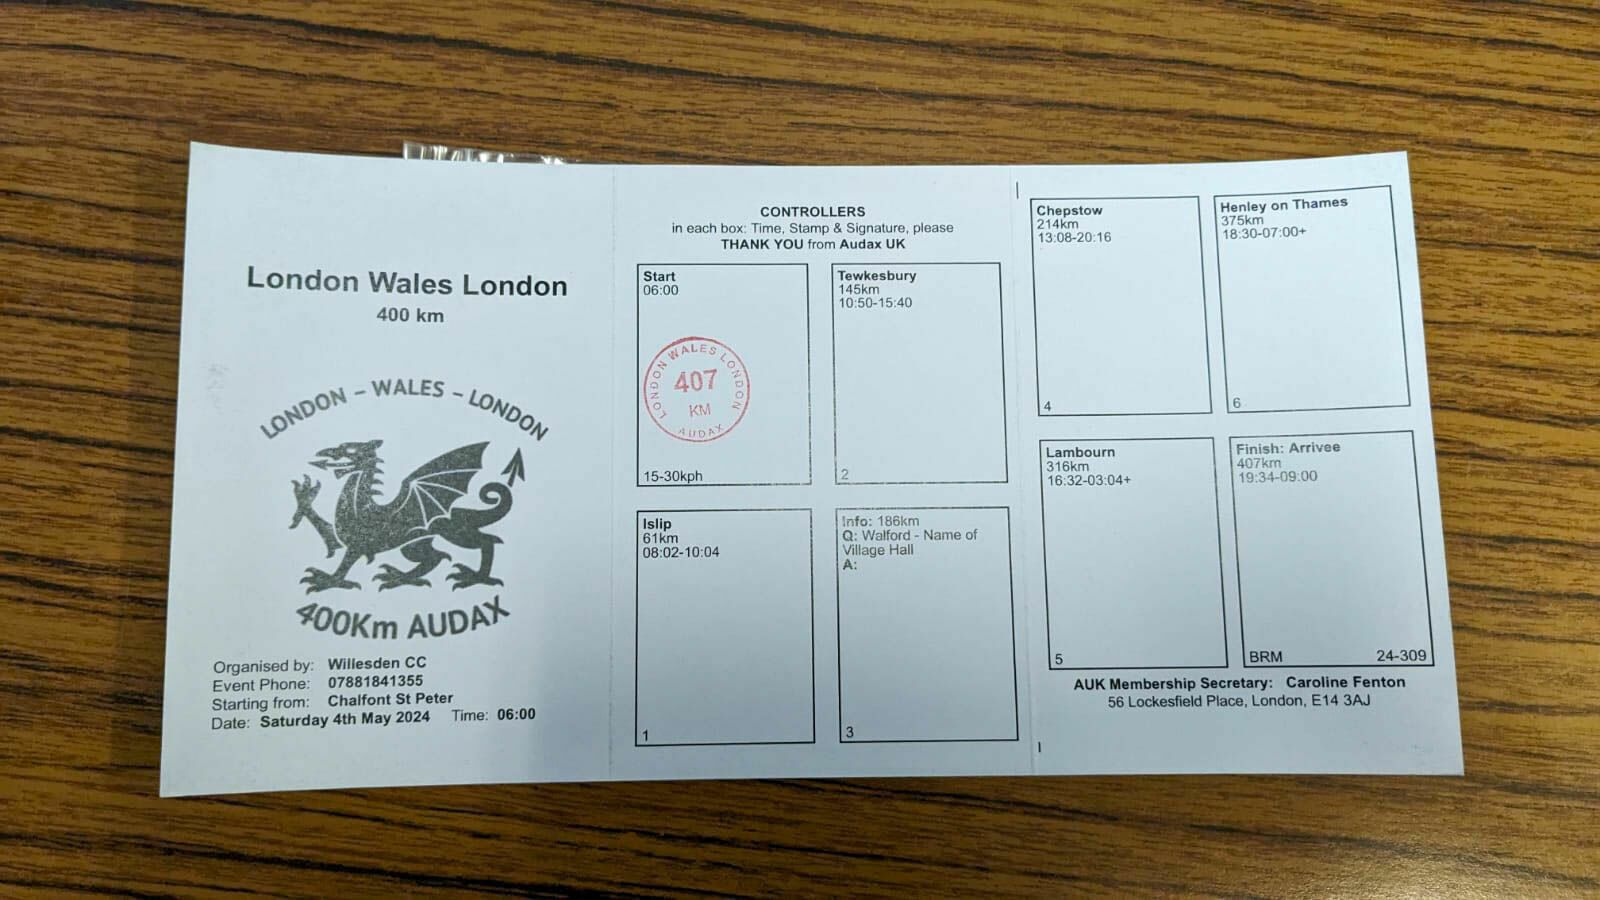 London Wales London
400 km
LONDON - WALES - LONDON
400Km AUDAX
Organised by: Willesden CC
Event Phone: 07881841355
Starting from: Chalfont St Peter
Date: Saturday 4th May 2024 Time: 06:00
CONTROLLERS
in each box: Time, Stamp & Signature, please
THANK YOU from Audax UK
Start
06:00
LONDON WALES LONDON
407
KM
AUDAX
15-30kph
Tewkesbury
145km
10:50-15:40
2
Islip
61km
08:02-10:04
1
Info: 186km
Q: Walford - Name of
Village Hall
A:
3
Chepstow
214km
13:08-20:16
4
Henley on Thames
375km
18:30-07:00+
6
Lambourn
316km
16:32-03:04+
5
Finish: Arrivee
407km
19:34-09:00
BRM 24-309
AUK Membership Secretary: Caroline Fenton
56 Lockesfield Place, London, E14 3AJ